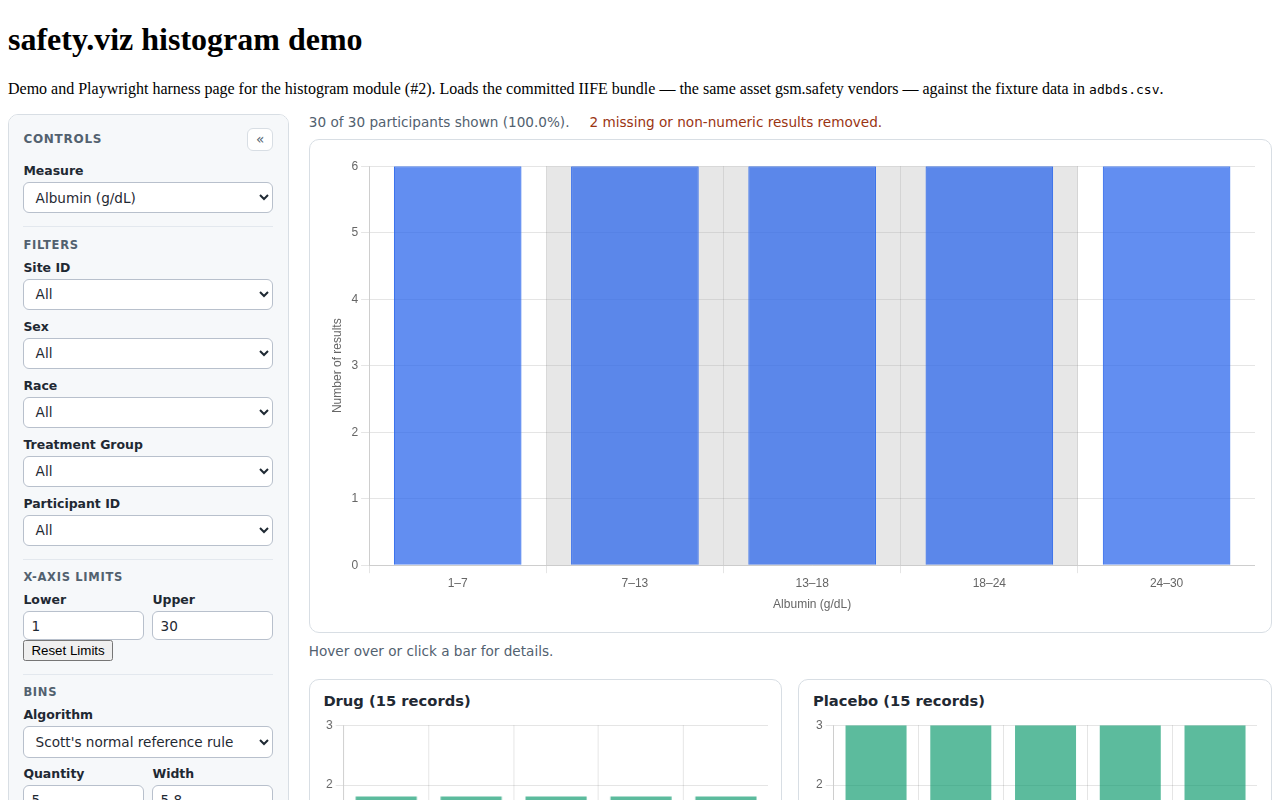 safety.viz histogram demo
Demo and Playwright harness page for the histogram module (#2). Loads the committed IIFE bundle — the same asset gsm.safety vendors — against the fixture data in adbds.csv.
CONTROLS
«
Measure
Albumin (g/dL)
FILTERS
Site ID
All
Sex
All
Race
All
Treatment Group
All
Participant ID
All
X-AXIS LIMITS
Lower Upper
1 30
Reset Limits
BINS
Algorithm
Scott's normal reference rule
Quantity Width
5 5.8
30 of 30 participants shown (100.0%). 2 missing or non-numeric results removed.
6
5
4
3
2
1
0
Number of results
1–7 7–13 13–18 18–24 24–30
Albumin (g/dL)
Hover over or click a bar for details.
Drug (15 records)
3
2
Placebo (15 records)
3
2